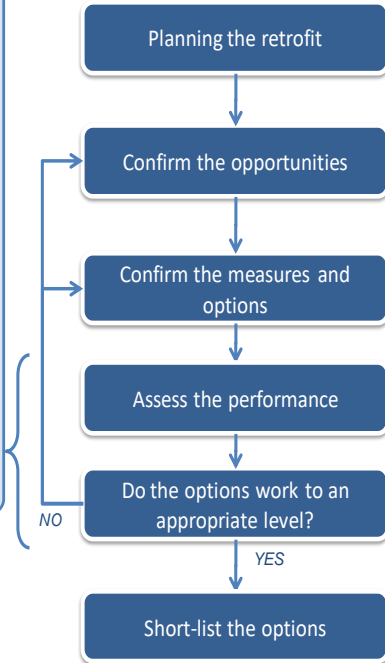 Planning the retrofit
Confirm the opportunities
Confirm the measures and
options
Assess the performance
Do the options work to an
appropriate level?
NO
YES
Short-list the options